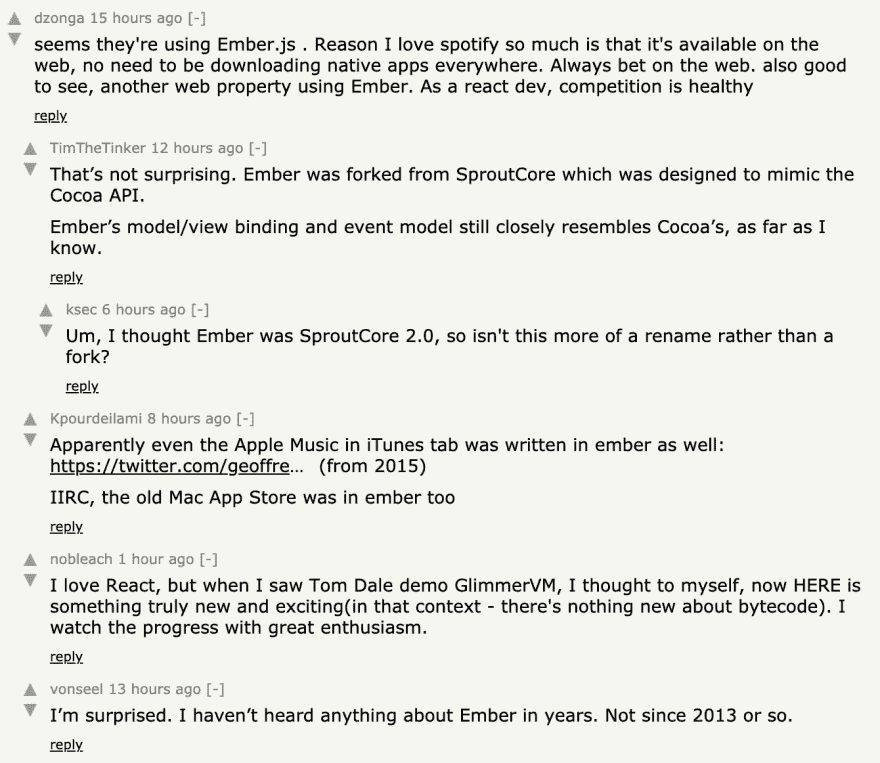 dzonga 15 hours ago [-]
seems they're using Ember.js . Reason I love spotify so much is that it's available on the
web, no need to be downloading native apps everywhere. Always bet on the web. also good
to see, another web property using Ember. As a react dev, competition is healthy
reply
TimTheTinker 12 hours ago [-]
That’s not surprising. Ember was forked from SproutCore which was designed to mimic the
Cocoa API.
Ember’s model/view binding and event model still closely resembles Cocoa’s, as far as I
know.
reply
ksec 6 hours ago [-]
Um, I thought Ember was SproutCore 2.0, so isn't this more of a rename rather than a
fork?
reply
Kpourdeilami 8 hours ago [-]
Apparently even the Apple Music in iTunes tab was written in ember as well:
https://twitter.com/geoffre... (from 2015)
IIRC, the old Mac App Store was in ember too
reply
nobleach 1 hour ago [-]
I love React, but when I saw Tom Dale demo GlimmerVM, I thought to myself, now HERE is
something truly new and exciting(in that context - there's nothing new about bytecode). I
watch the progress with great enthusiasm.
reply
vonseel 13 hours ago [-]
I’m surprised. I haven’t heard anything about Ember in years. Not since 2013 or so.
reply